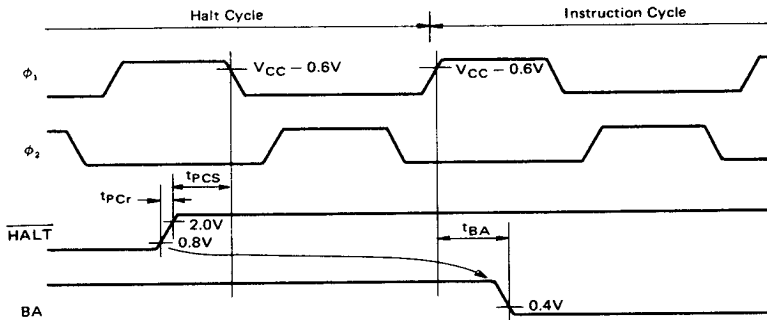 Halt Cycle
Instruction Cycle
ϕ1
VCC − 0.6V
VCC − 0.6V
ϕ2
tPCS
tPCr
HALT
2.0V
0.8V
tBA
BA
0.4V